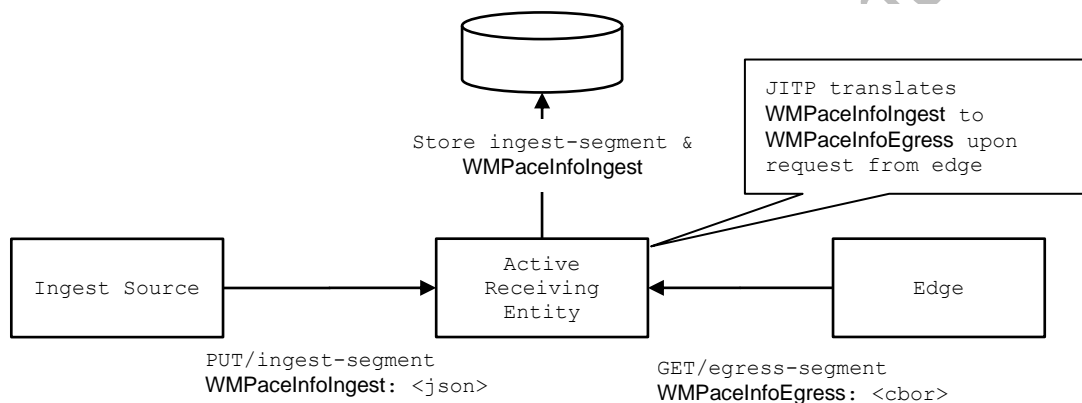 JITP translates
WMPaceInfoIngest to
WMPaceInfoEgress upon
request from edge
Store ingest-segment &
WMPaceInfoIngest
Ingest Source
Active
Receiving
Entity
Edge
PUT/ingest-segment
WMPaceInfoIngest: <json>
GET/egress-segment
WMPaceInfoEgress: <cbor>